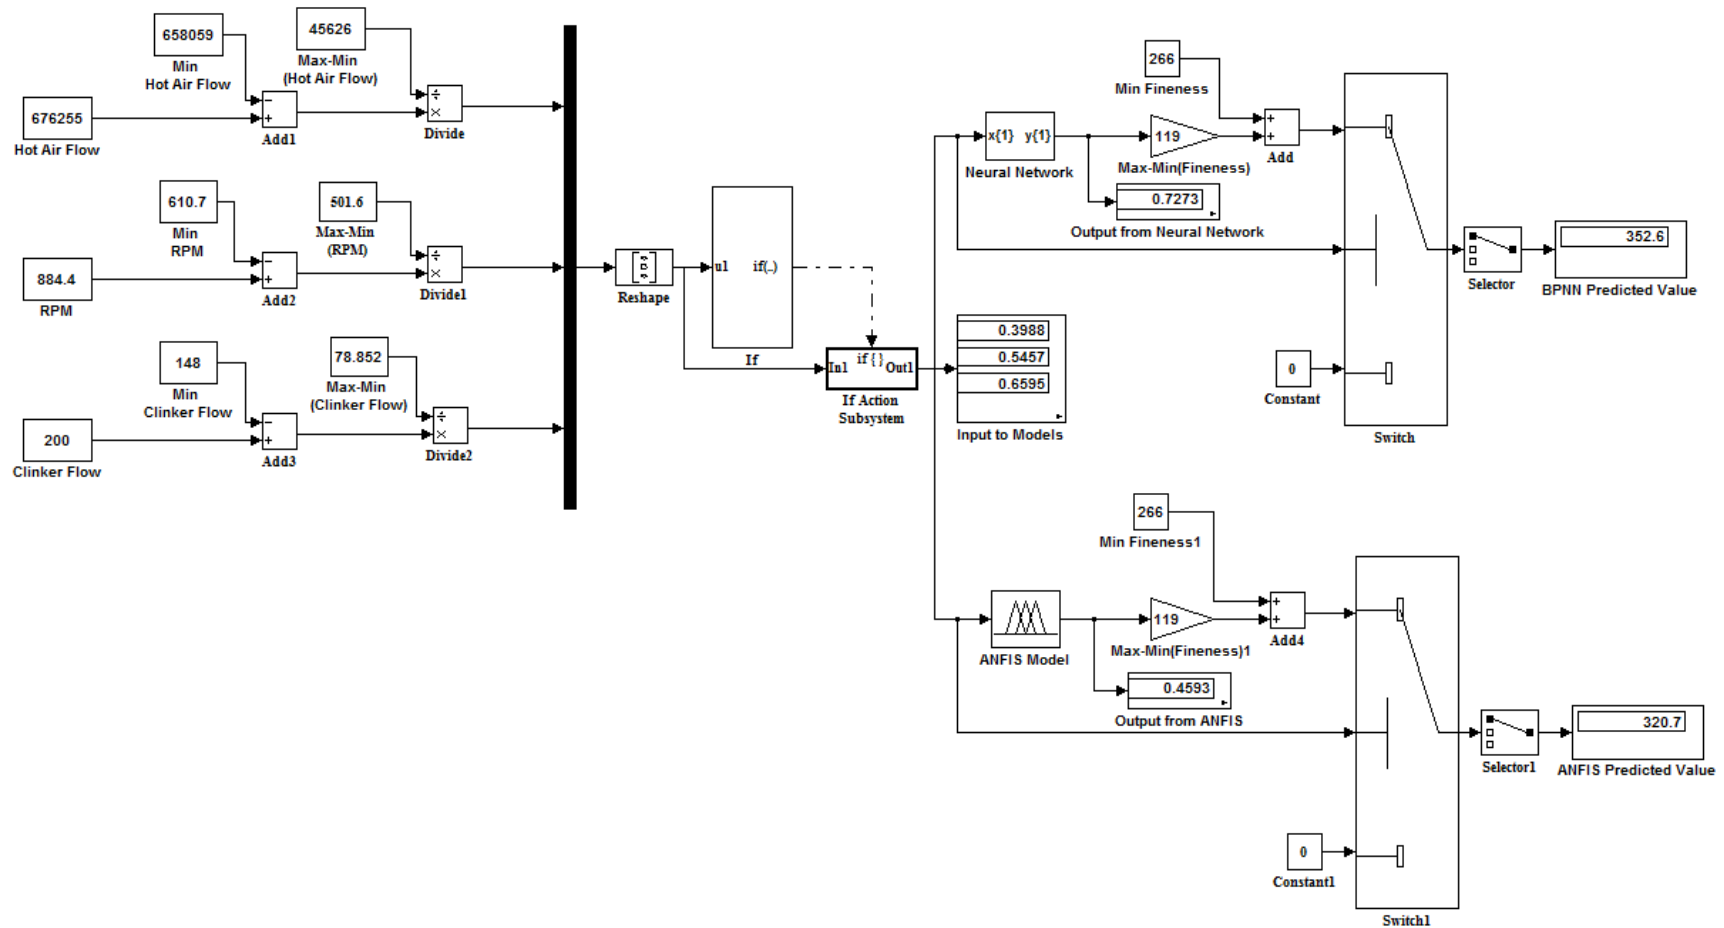 658059
Min
Hot Air Flow
45626
Max-Min
(Hot Air Flow)
676255
Hot Air Flow
−
+
Add1
÷
×
Divide
610.7
Min
RPM
501.6
Max-Min
(RPM)
884.4
RPM
−
+
Add2
÷
×
Divide1
148
Min
Clinker Flow
78.852
Max-Min
(Clinker Flow)
200
Clinker Flow
−
+
Add3
÷
×
Divide2
Reshape
u1
if(..)
If
In1
if { }
Out1
If Action
Subsystem
0.3988
0.5457
0.6595
Input to Models
266
Min Fineness
x{1} y{1}
Neural Network
119
Max-Min(Fineness)
+
+
Add
0.7273
Output from Neural Network
0
Constant
Switch
Selector
352.6
BPNN Predicted Value
266
Min Fineness1
ANFIS Model
119
Max-Min(Fineness)1
+
+
Add4
0.4593
Output from ANFIS
0
Constant1
Switch1
Selector1
320.7
ANFIS Predicted Value